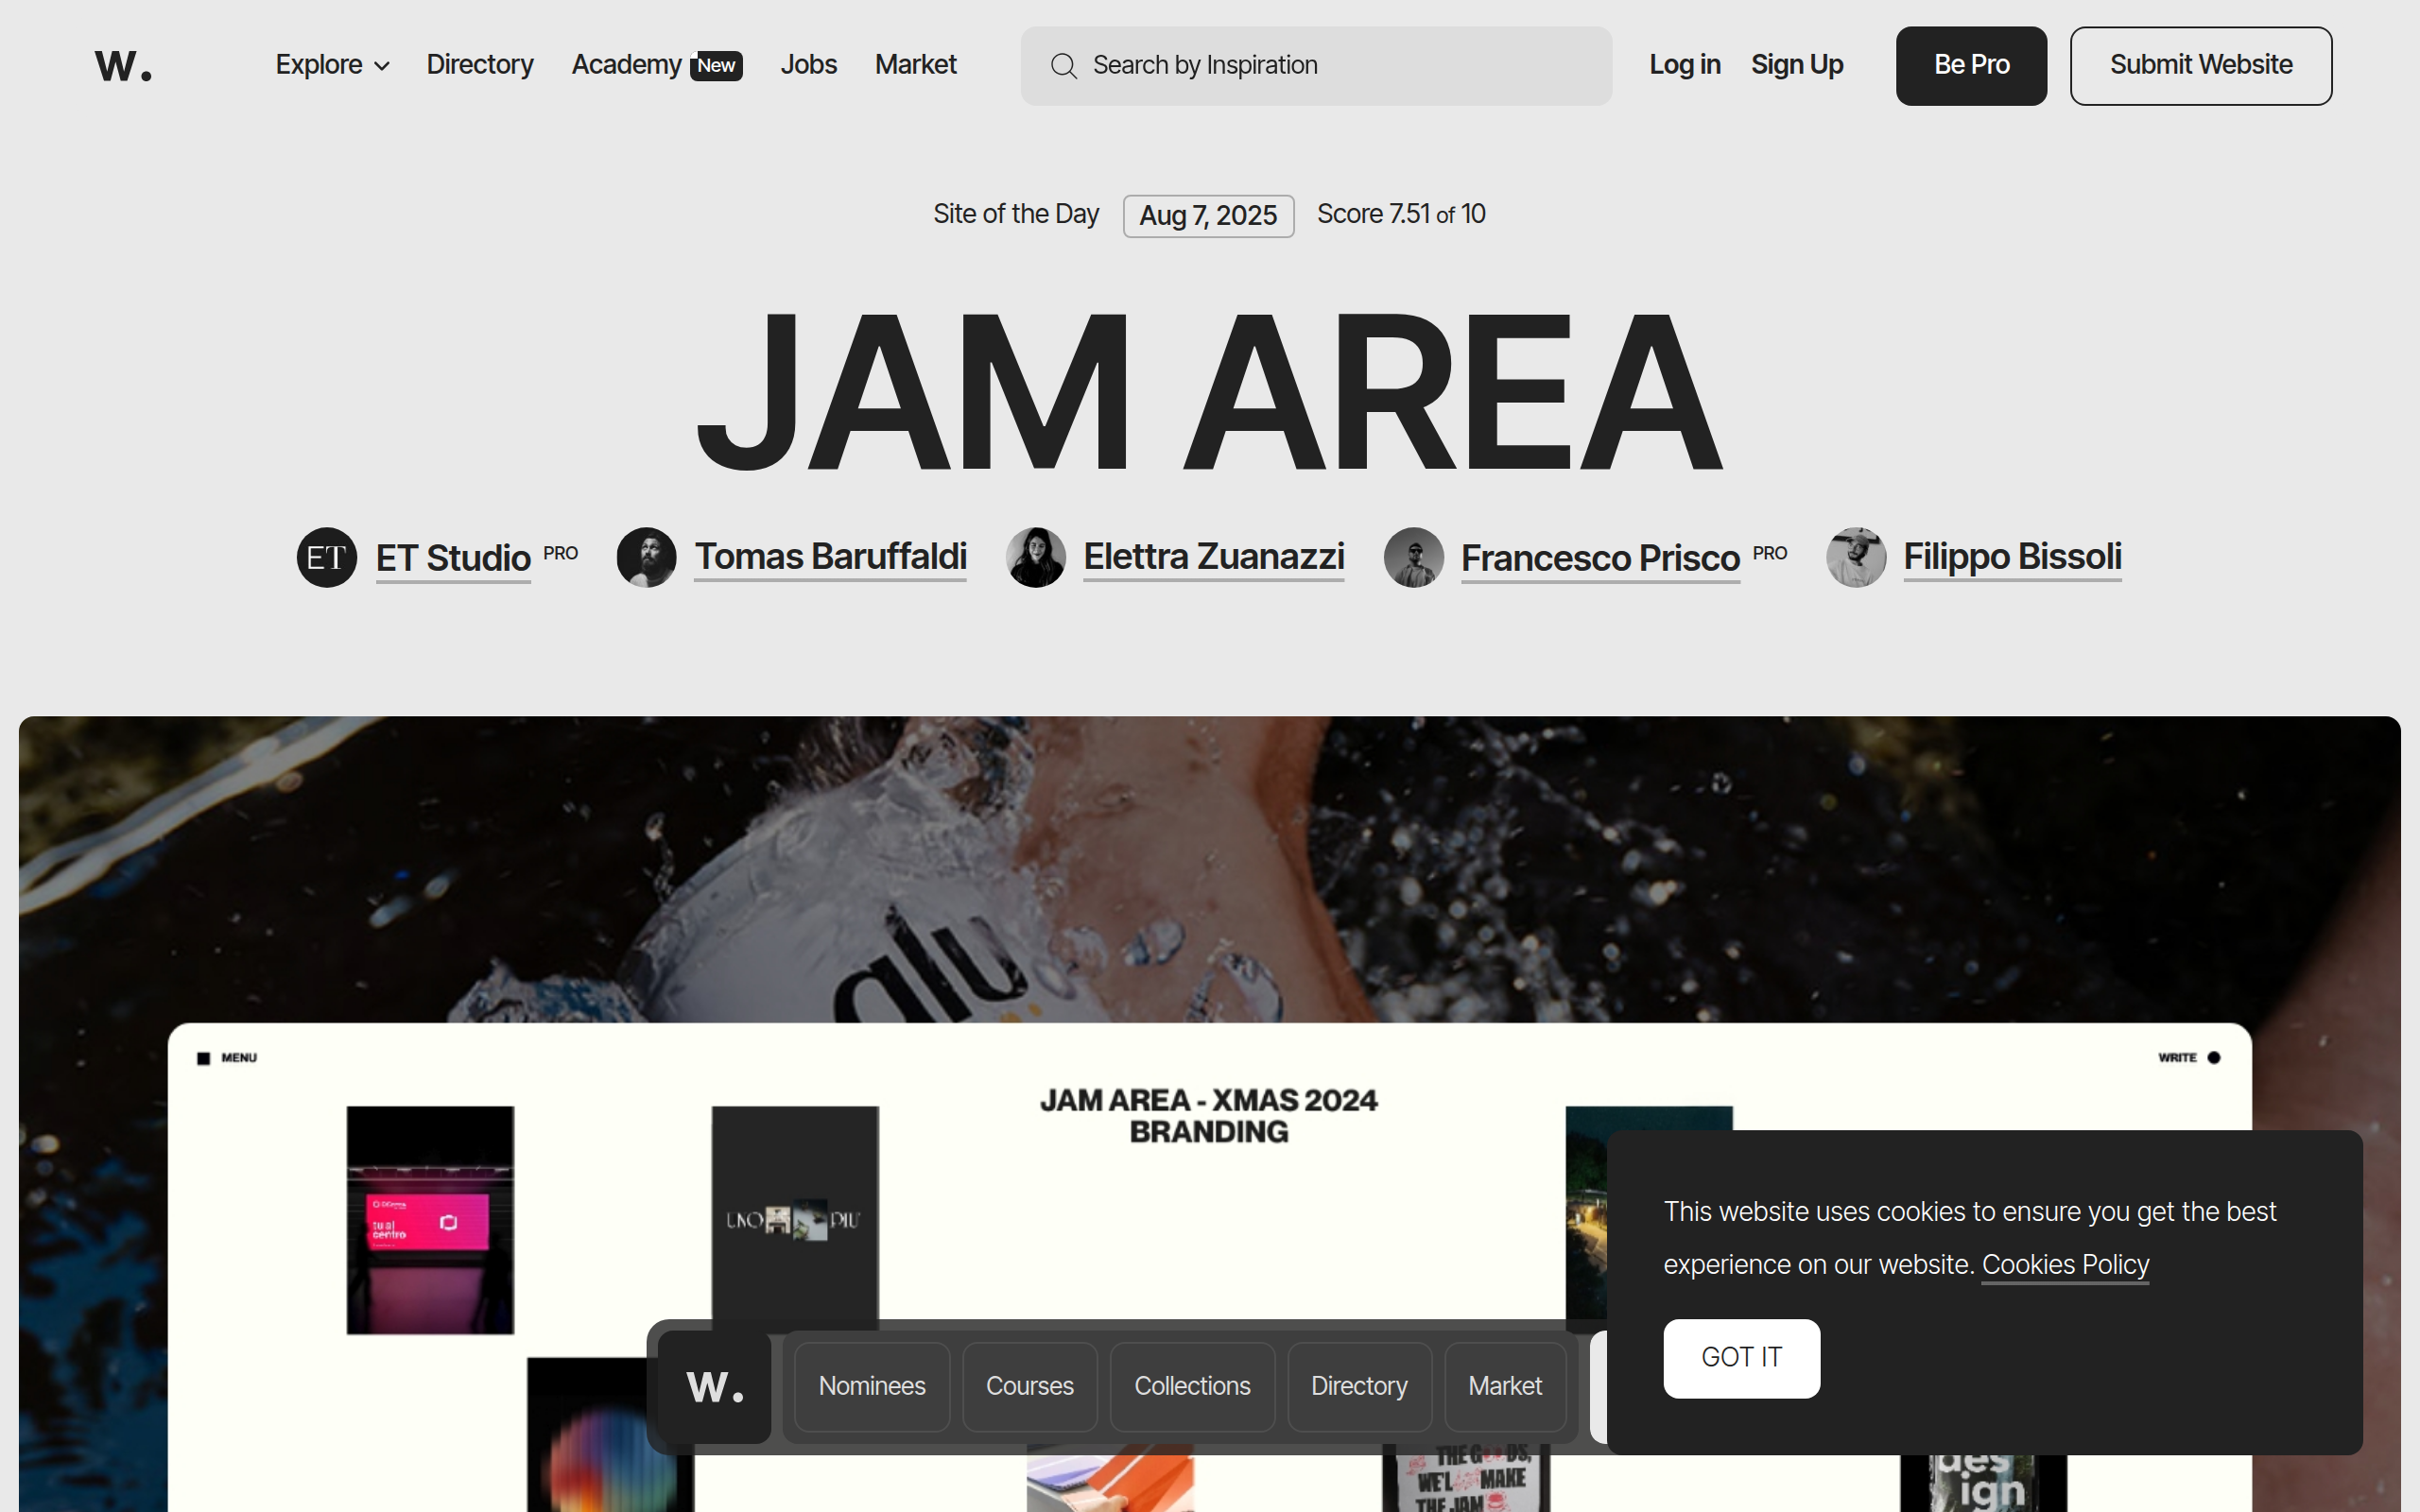 W.
Explore
Directory
Academy New
Jobs
Market
Search by Inspiration
Log in
Sign Up
Be Pro
Submit Website
Site of the Day
Aug 7, 2025
Score 7.51 of 10
JAM AREA
ET
ET Studio PRO
Tomas Baruffaldi
Elettra Zuanazzi
Francesco Prisco PRO
Filippo Bissoli
alu
MENU
WRITE
JAM AREA - XMAS 2024
BRANDING
tu al
centro
UNO PIU
This website uses cookies to ensure you get the best
experience on our website. Cookies Policy
GOT IT
W.
Nominees
Courses
Collections
Directory
Market
THE GOODS,
WE'L MAKE
THE JAM
des
ign